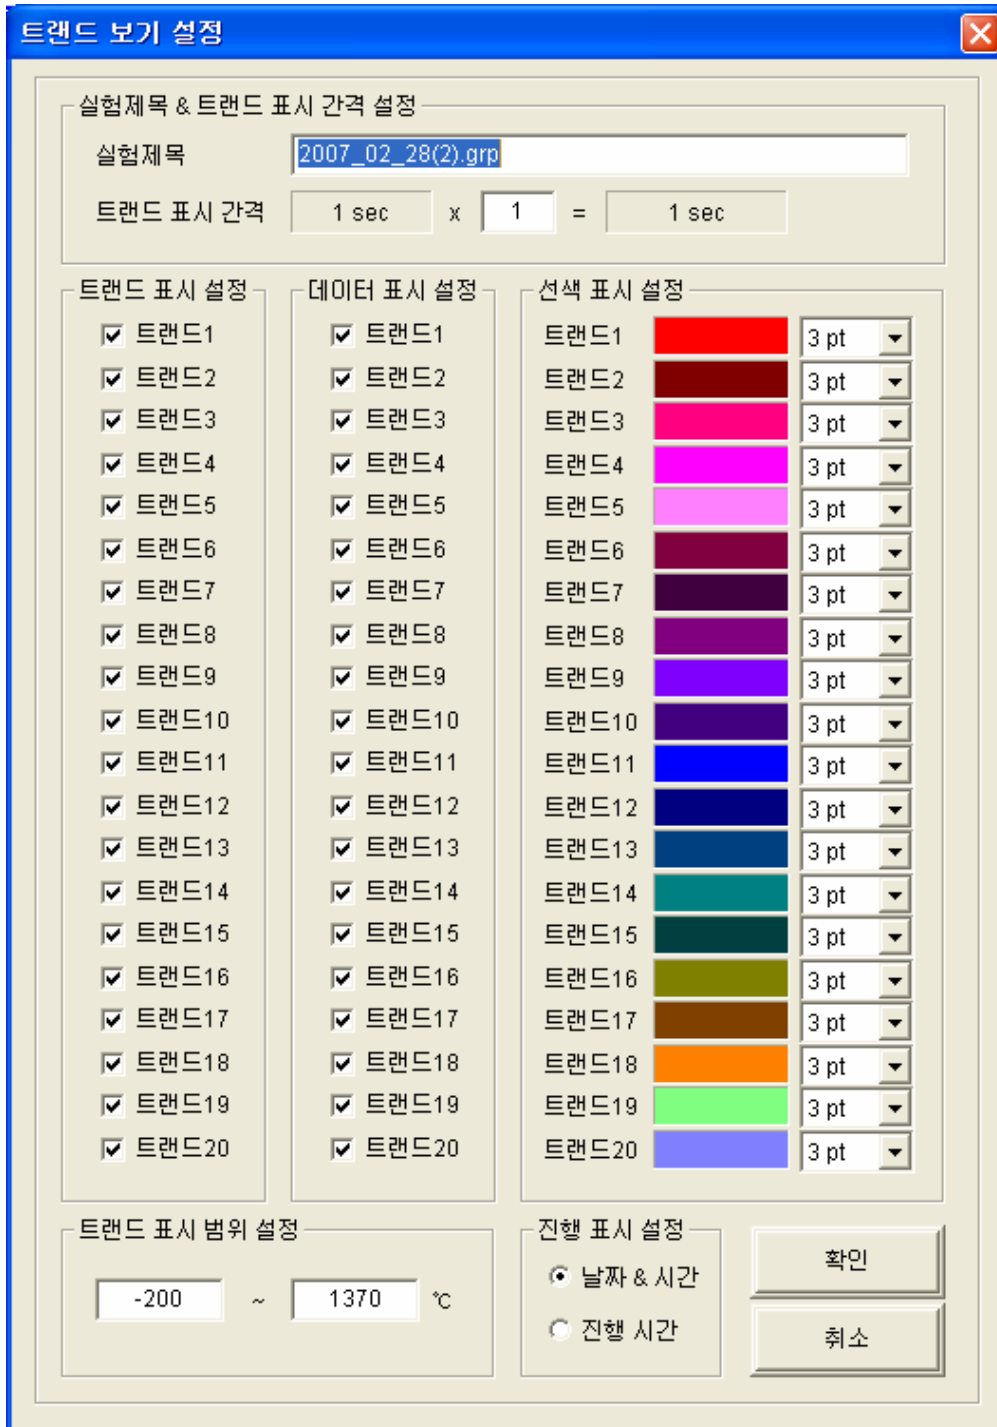 트랜드 보기 설정
실험제목 & 트랜드 표시 간격 설정
실험제목 2007_02_28(2).grp
트랜드 표시 간격 1 sec x 1 = 1 sec
트랜드 표시 설정 데이터 표시 설정 선색 표시 설정
트랜드1 트랜드1 트랜드1 3 pt
트랜드2 트랜드2 트랜드2 3 pt
트랜드3 트랜드3 트랜드3 3 pt
트랜드4 트랜드4 트랜드4 3 pt
트랜드5 트랜드5 트랜드5 3 pt
트랜드6 트랜드6 트랜드6 3 pt
트랜드7 트랜드7 트랜드7 3 pt
트랜드8 트랜드8 트랜드8 3 pt
트랜드9 트랜드9 트랜드9 3 pt
트랜드10 트랜드10 트랜드10 3 pt
트랜드11 트랜드11 트랜드11 3 pt
트랜드12 트랜드12 트랜드12 3 pt
트랜드13 트랜드13 트랜드13 3 pt
트랜드14 트랜드14 트랜드14 3 pt
트랜드15 트랜드15 트랜드15 3 pt
트랜드16 트랜드16 트랜드16 3 pt
트랜드17 트랜드17 트랜드17 3 pt
트랜드18 트랜드18 트랜드18 3 pt
트랜드19 트랜드19 트랜드19 3 pt
트랜드20 트랜드20 트랜드20 3 pt
트랜드 표시 범위 설정 진행 표시 설정
-200 ~ 1370 ℃
날짜 & 시간
진행 시간
확인
취소